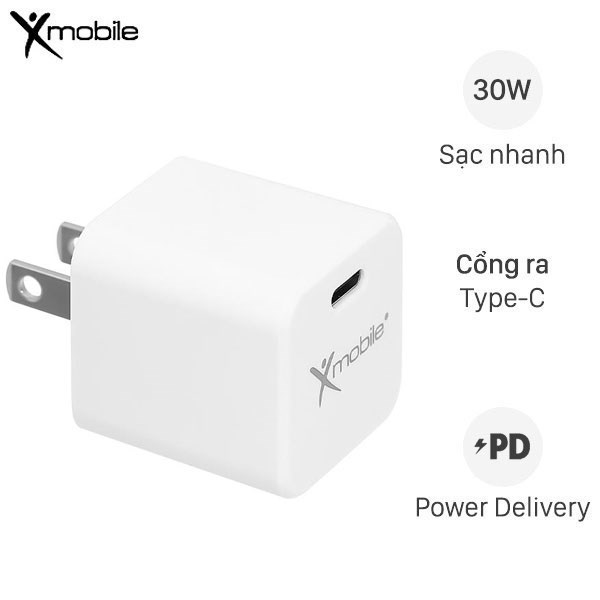 Xmobile
30W
Sạc nhanh
Cổng ra
Type-C
Xmobile®
PD
Power Delivery